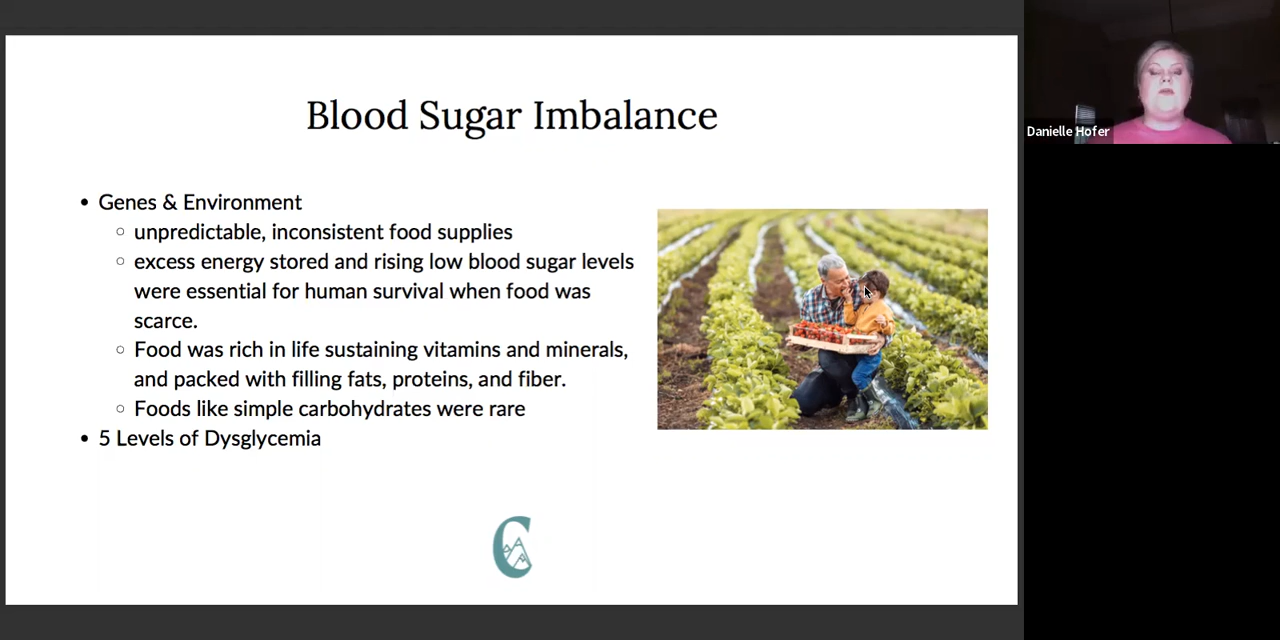 Blood Sugar Imbalance
• Genes & Environment
○ unpredictable, inconsistent food supplies
○ excess energy stored and rising low blood sugar levels
were essential for human survival when food was
scarce.
○ Food was rich in life sustaining vitamins and minerals,
and packed with filling fats, proteins, and fiber.
○ Foods like simple carbohydrates were rare
• 5 Levels of Dysglycemia
C
Danielle Hofer